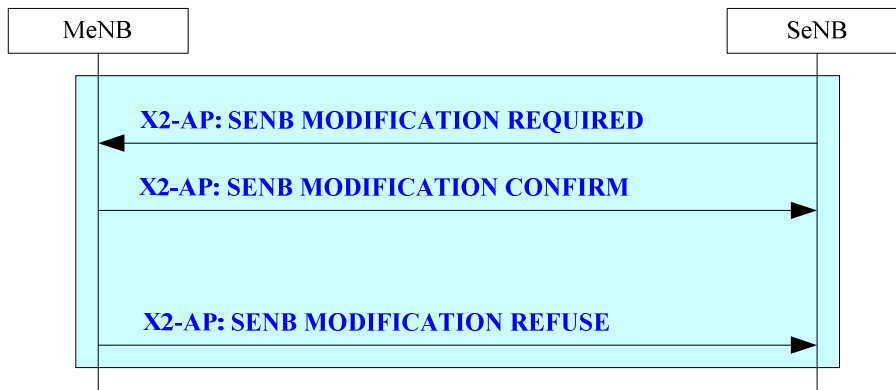 MeNB
SeNB
X2-AP: SENB MODIFICATION REQUIRED
X2-AP: SENB MODIFICATION CONFIRM
X2-AP: SENB MODIFICATION REFUSE